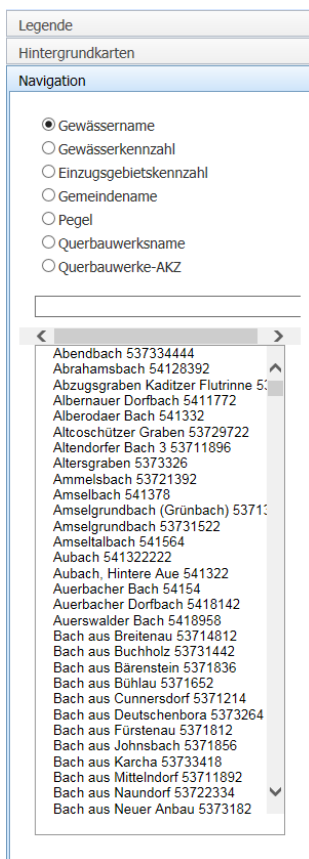 Legende
Hintergrundkarten
Navigation
Gewässername
Gewässerkennzahl
Einzugsgebietskennzahl
Gemeindename
Pegel
Querbauwerksname
Querbauwerke-AKZ
Abendbach 537334444
Abrahamsbach 54128392
Abzugsgraben Kaditzer Flutrinne 53
Albernauer Dorfbach 5411772
Alberodaer Bach 541332
Altcoschützer Graben 53729722
Altendorfer Bach 3 53711896
Altersgraben 5373326
Ammelsbach 53721392
Amselbach 541378
Amselgrundbach (Grünbach) 53713
Amselgrundbach 53731522
Amseltalbach 541564
Aubach 541322222
Aubach, Hintere Aue 541322
Auerbacher Bach 54154
Auerbacher Dorfbach 5418142
Auerswalder Bach 5418958
Bach aus Breitenau 53714812
Bach aus Buchholz 53731442
Bach aus Bärenstein 5371836
Bach aus Bühlau 5371652
Bach aus Cunnersdorf 5371214
Bach aus Deutschenbora 5373264
Bach aus Fürstenau 5371812
Bach aus Johnsbach 5371856
Bach aus Karcha 53733418
Bach aus Mittelndorf 53711892
Bach aus Naundorf 53722334
Bach aus Neuer Anbau 5373182